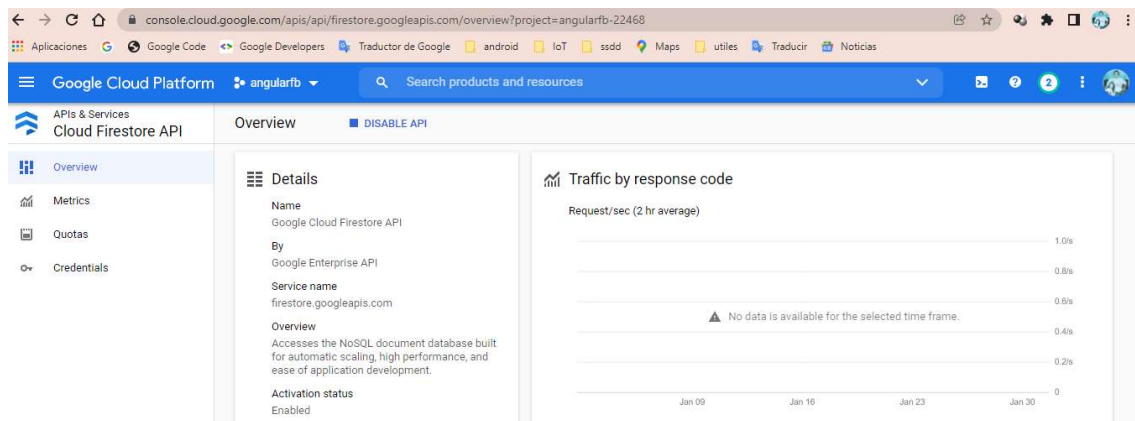 console.cloud.google.com/apis/api/firestore.googleapis.com/overview?project=angularfb-22468
Aplicaciones G Google Code Google Developers Traductor de Google android IoT ssdd Maps utiles Traducir Noticias
Google Cloud Platform angularfb Search products and resources 2
APIs & Services
Cloud Firestore API
Overview DISABLE API
Overview
Metrics
Quotas
Credentials
Details
Name
Google Cloud Firestore API
By
Google Enterprise API
Service name
firestore.googleapis.com
Overview
Accesses the NoSQL document database built
for automatic scaling, high performance, and
ease of application development.
Activation status
Enabled
Traffic by response code
Request/sec (2 hr average)
1.0/s
0.8/s
0.6/s
No data is available for the selected time frame.
0.4/s
0.2/s
0
Jan 09 Jan 16 Jan 23 Jan 30